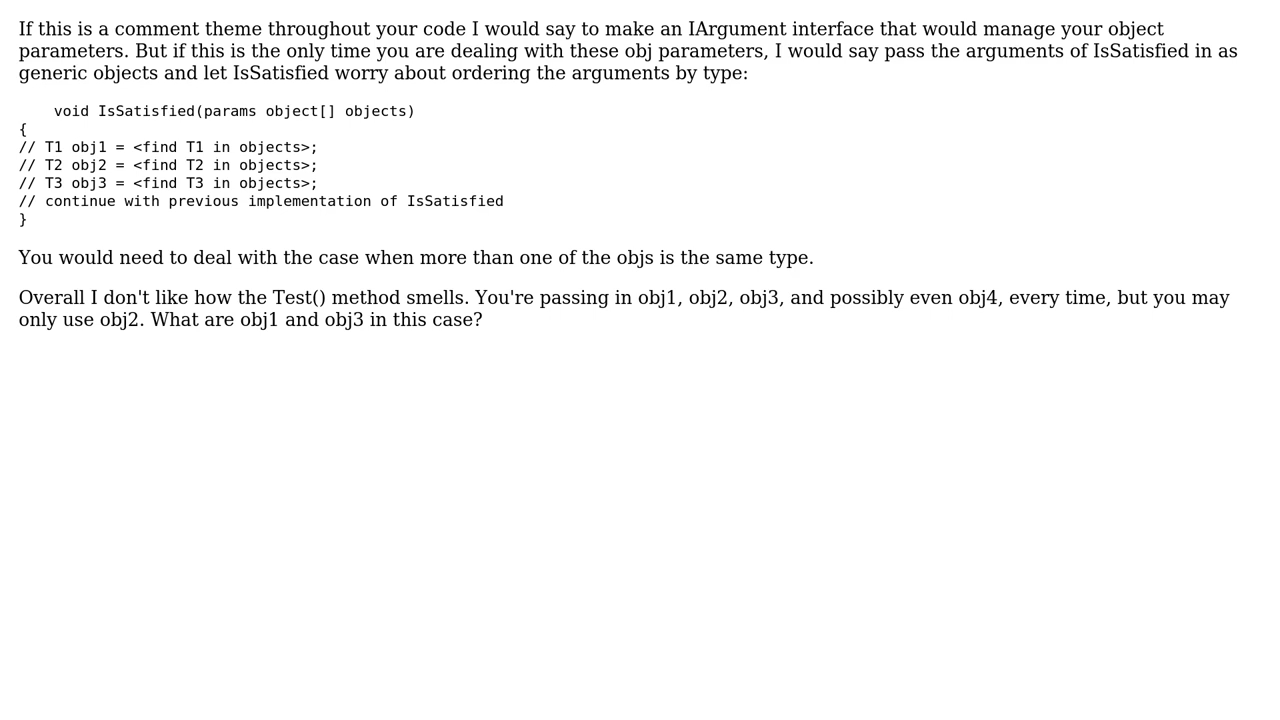 If this is a comment theme throughout your code I would say to make an IArgument interface that would manage your object
parameters. But if this is the only time you are dealing with these obj parameters, I would say pass the arguments of IsSatisfied in as
generic objects and let IsSatisfied worry about ordering the arguments by type:
    void IsSatisfied(params object[] objects)
{
// T1 obj1 = <find T1 in objects>;
// T2 obj2 = <find T2 in objects>;
// T3 obj3 = <find T3 in objects>;
// continue with previous implementation of IsSatisfied
}
You would need to deal with the case when more than one of the objs is the same type.
Overall I don't like how the Test() method smells. You're passing in obj1, obj2, obj3, and possibly even obj4, every time, but you may
only use obj2. What are obj1 and obj3 in this case?